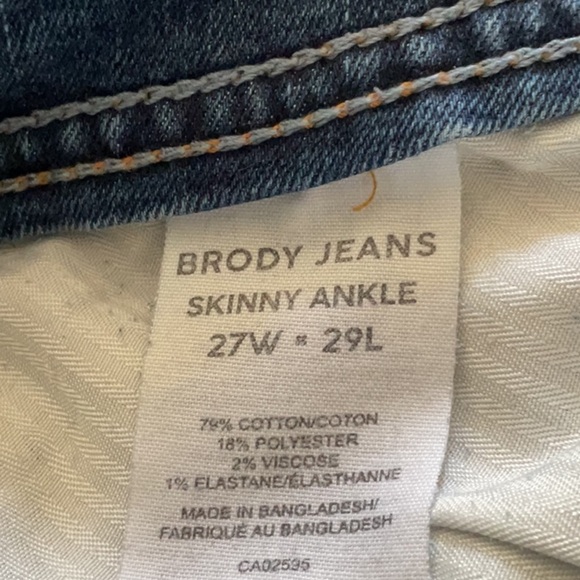 BRODY JEANS
SKINNY ANKLE
27W • 29L
79% COTTON/COTON
18% POLYESTER
2% VISCOSE
1% ELASTANE/ÉLASTHANNE
MADE IN BANGLADESH/
FABRIQUÉ AU BANGLADESH
CA02595